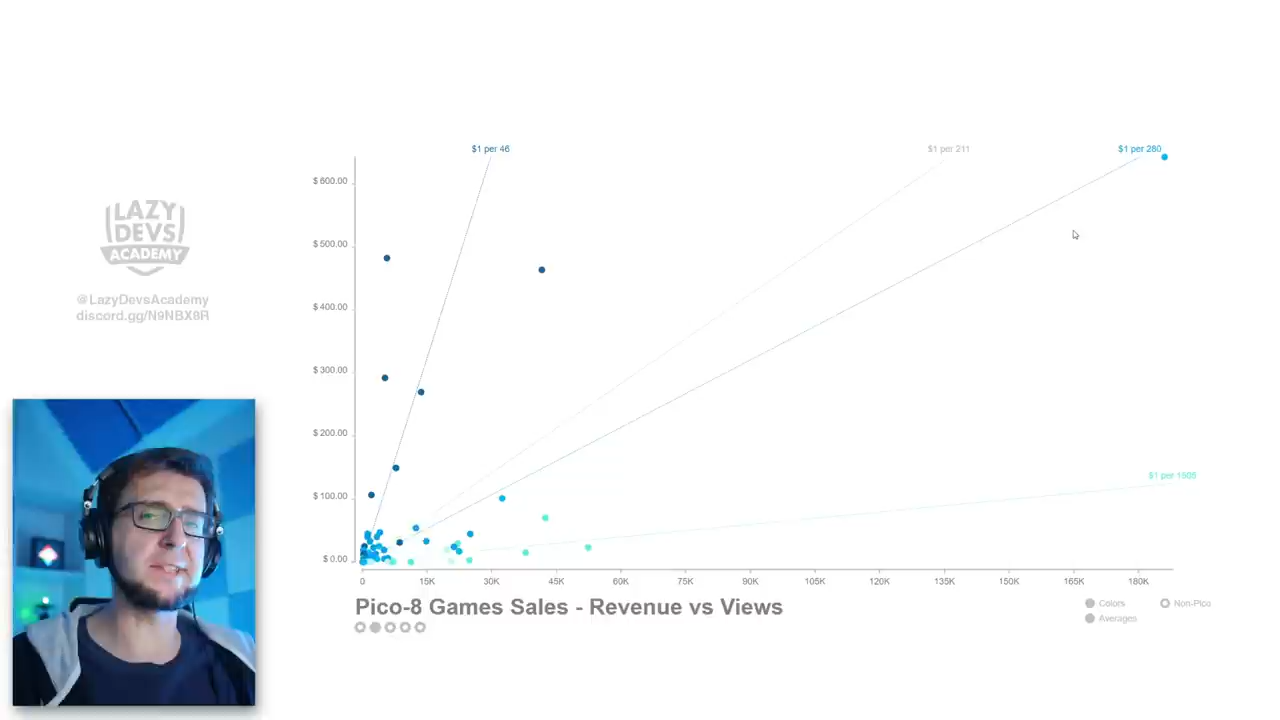 LAZY
DEVS
ACADEMY
@LazyDevsAcademy
discord.gg/N9NBX8R
$1 per 46
$1 per 211
$1 per 280
$1 per 1505
$ 600.00
$ 500.00
$ 400.00
$ 300.00
$ 200.00
$ 100.00
$ 0.00
0
15K
30K
45K
60K
75K
90K
105K
120K
135K
150K
165K
180K
Pico-8 Games Sales - Revenue vs Views
Colors
Non-Pico
Averages